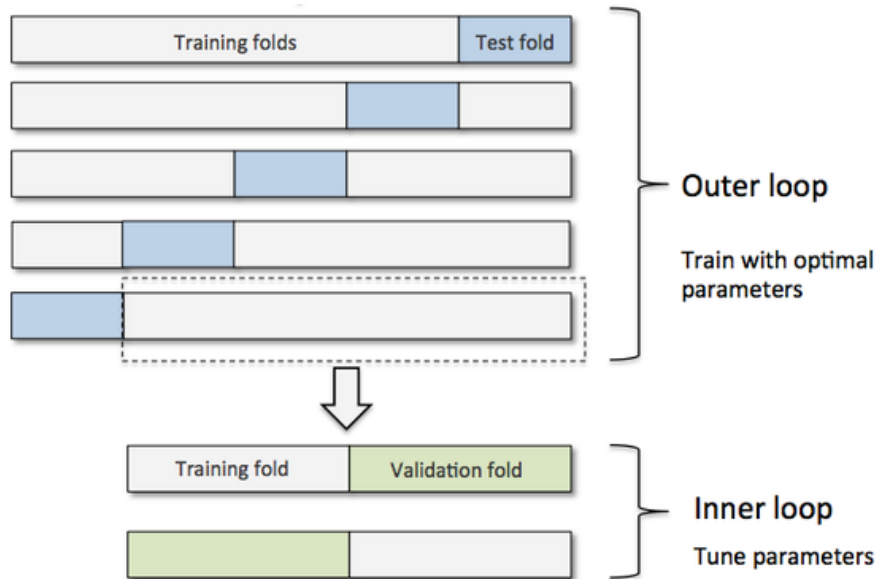 Training folds
Test fold
Outer loop
Train with optimal
parameters
Training fold
Validation fold
Inner loop
Tune parameters